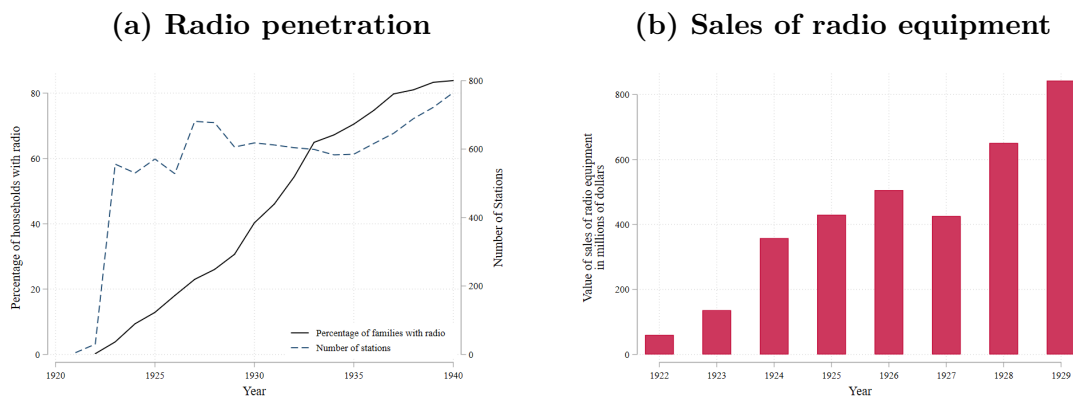 (a) Radio penetration
Percentage of households with radio
80
60
40
20
0
800
600
400
200
0
Number of Stations
Percentage of families with radio
Number of stations
1920
1925
1930
1935
1940
Year
(b) Sales of radio equipment
Value of sales of radio equipment
in millions of dollars
800
600
400
200
0
1922
1923
1924
1925
1926
1927
1928
1929
Year